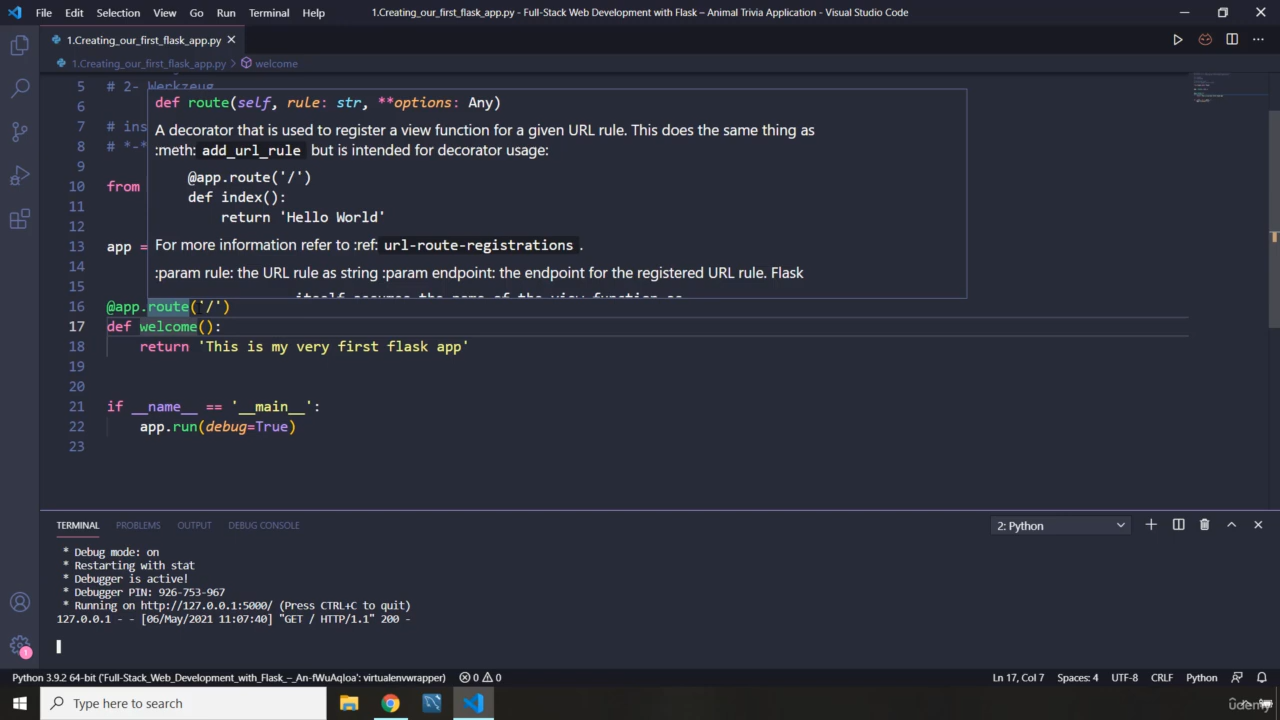 File Edit Selection View Go Run Terminal Help 1.Creating_our_first_flask_app.py - Full-Stack Web Development with Flask – Animal Trivia Application - Visual Studio Code
1.Creating_our_first_flask_app.py
1.Creating_our_first_flask_app.py > welcome
5 # 2- Werkzeug
6
7 # ins
8 # *-*
9
10 from
11
12
13 app =
14
15
def route(self, rule: str, **options: Any)
A decorator that is used to register a view function for a given URL rule. This does the same thing as
:meth: add_url_rule but is intended for decorator usage:
@app.route('/')
def index():
return 'Hello World'
For more information refer to :ref: url-route-registrations .
:param rule: the URL rule as string :param endpoint: the endpoint for the registered URL rule. Flask
itself assumes the name of the view function as
16 @app.route('/')
17 def welcome():
18 return 'This is my very first flask app'
19
20
21 if __name__ == '__main__':
22 app.run(debug=True)
23
TERMINAL PROBLEMS OUTPUT DEBUG CONSOLE 2: Python
* Debug mode: on
* Restarting with stat
* Debugger is active!
* Debugger PIN: 926-753-967
* Running on http://127.0.0.1:5000/ (Press CTRL+C to quit)
127.0.0.1 - - [06/May/2021 11:07:40] "GET / HTTP/1.1" 200 -
1
Python 3.9.2 64-bit ('Full-Stack_Web_Development_with_Flask_–_An-fWuAqloa': virtualenvwrapper) 0 0 Ln 17, Col 7 Spaces: 4 UTF-8 CRLF Python
Type here to search
udemy